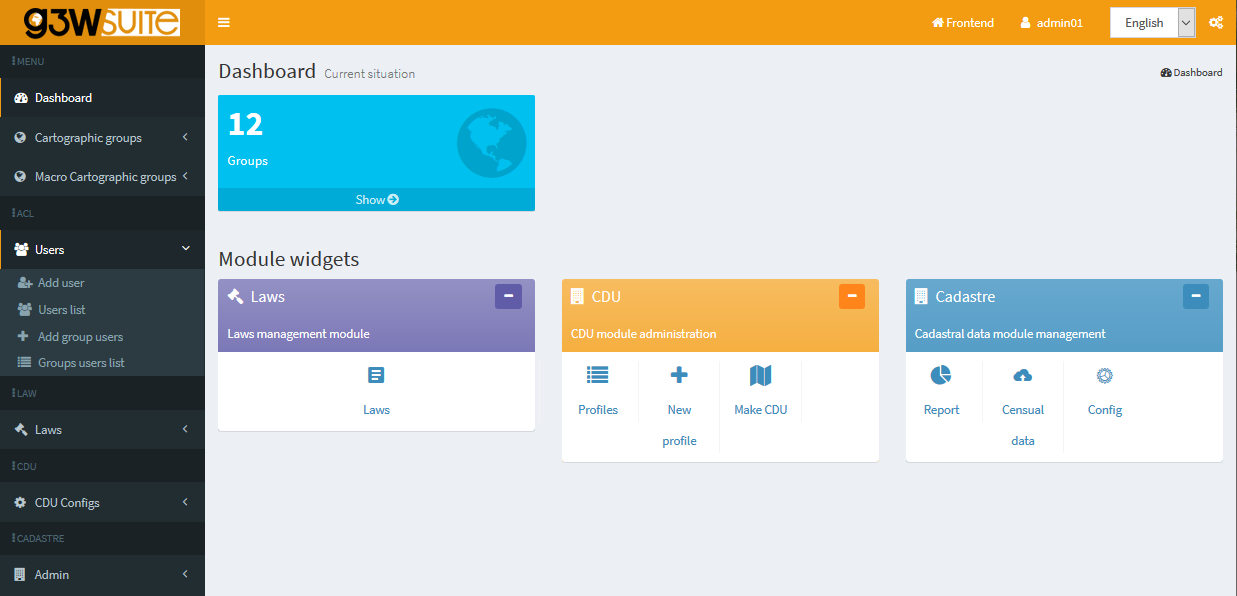 g3WSUITE
Frontend
admin01
English
MENU
Dashboard
Cartographic groups
Macro Cartographic groups
ACL
Users
Add user
Users list
Add group users
Groups users list
LAW
Laws
CDU
CDU Configs
CADASTRE
Admin
Dashboard Current situation
Dashboard
12
Groups
Show
Module widgets
Laws
Laws management module
Laws
CDU
CDU module administration
Profiles
New
profile
Make CDU
Cadastre
Cadastral data module management
Report
Censual
data
Config